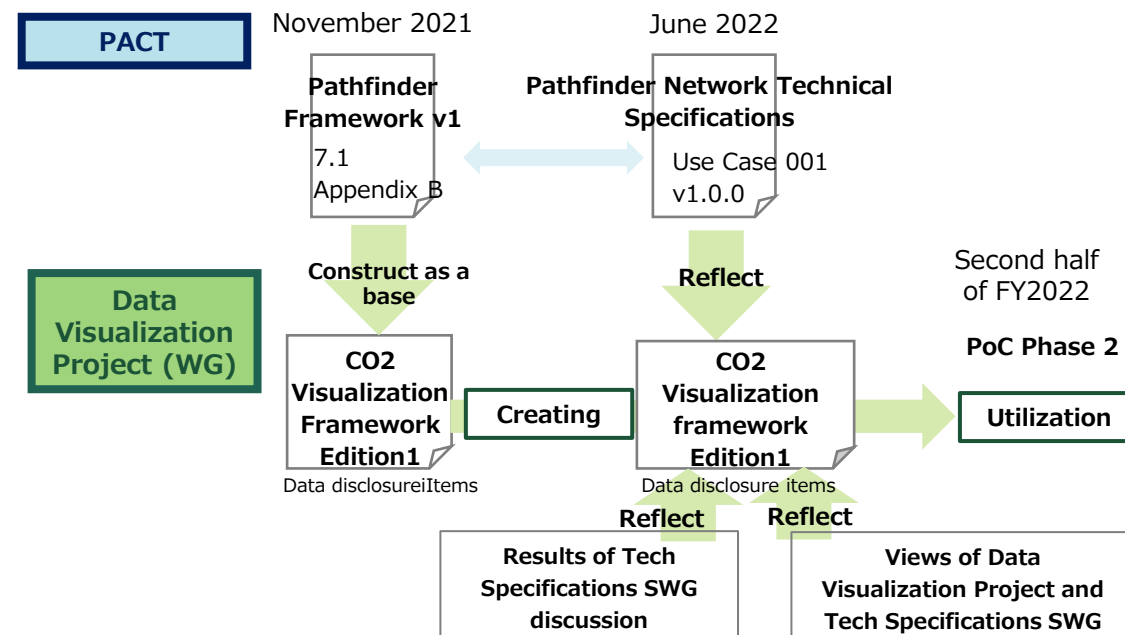 November 2021
June 2022
PACT
Pathfinder
Framework v1
7.1
Appendix B
Pathfinder Network Technical
Specifications
Use Case 001
v1.0.0
Construct as a
base
Reflect
Second half
of FY2022
Data
Visualization
Project (WG)
PoC Phase 2
CO2
Visualization
Framework
Edition1
Creating
CO2
Visualization
framework
Edition1
Utilization
Data disclosureiItems
Data disclosure items
Reflect
Reflect
Results of Tech
Specifications SWG
discussion
Views of Data
Visualization Project and
Tech Specifications SWG